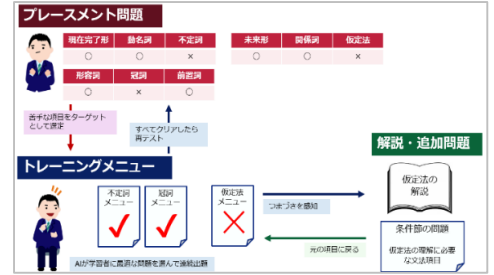 プレースメント問題
現在完了形 動名詞 不定詞 未来形 関係詞 仮定法
○ ○ × ○ ○ ×
形容詞 冠詞 前置詞
○ × ○
苦手な項目をターゲット
として選定
すべてクリアしたら
再テスト
トレーニングメニュー
不定詞
メニュー
冠詞
メニュー
仮定法
メニュー
つまづきを感知
元の項目に戻る
AIが学習者に最適な問題を選んで連続出題
解説・追加問題
仮定法の
解説
条件部の問題
仮定法の理解に必要
な文法項目